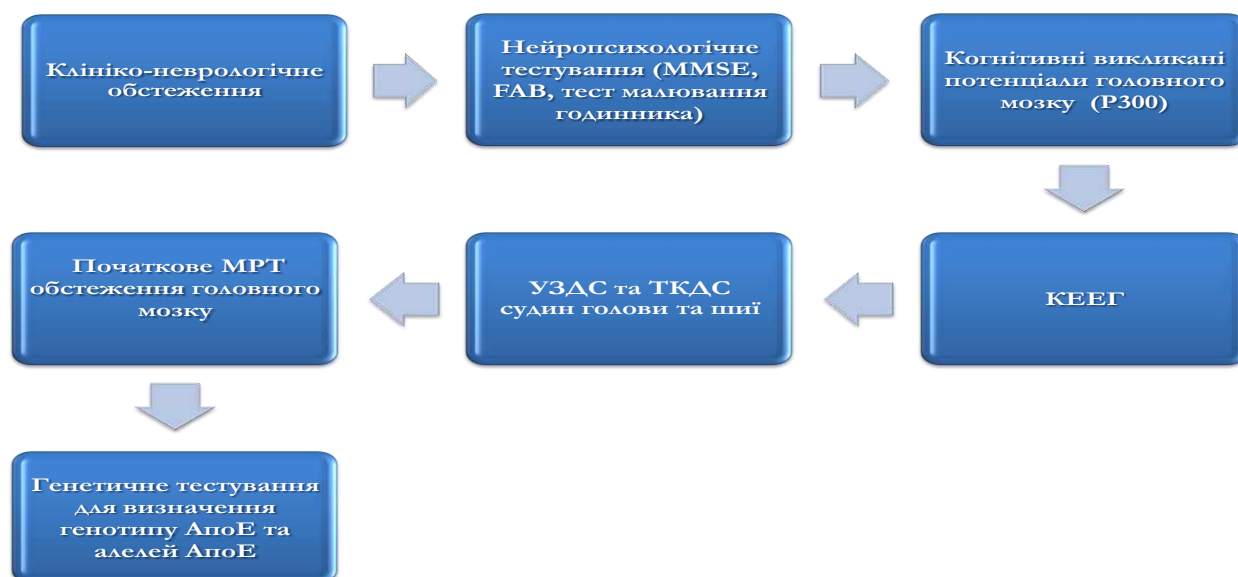 Клініко-неврологічне
обстеження
Нейропсихологічне
тестування (MMSE,
FAB, тест малювання
годинника)
Когнітивні викликані
потенціали головного
мозку (P300)
КЕЕГ
УЗДС та ТКДС
судин голови та шиї
Початкове МРТ
обстеження головного
мозку
Генетичне тестування
для визначення
генотипу АпоЕ та
алелей АпоЕ